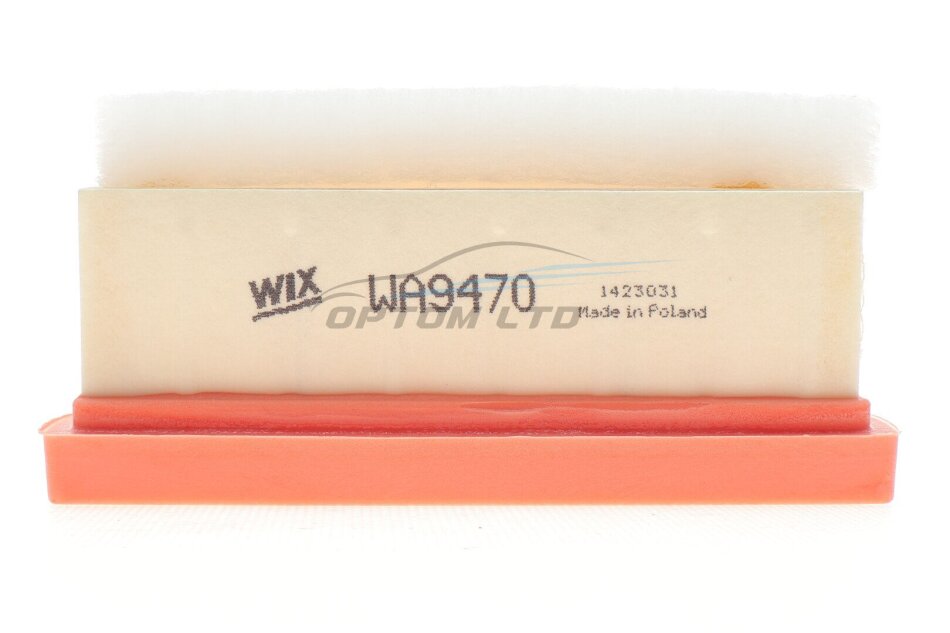 WIX WA9470
1423031
Made in Poland
OPTOM LTD